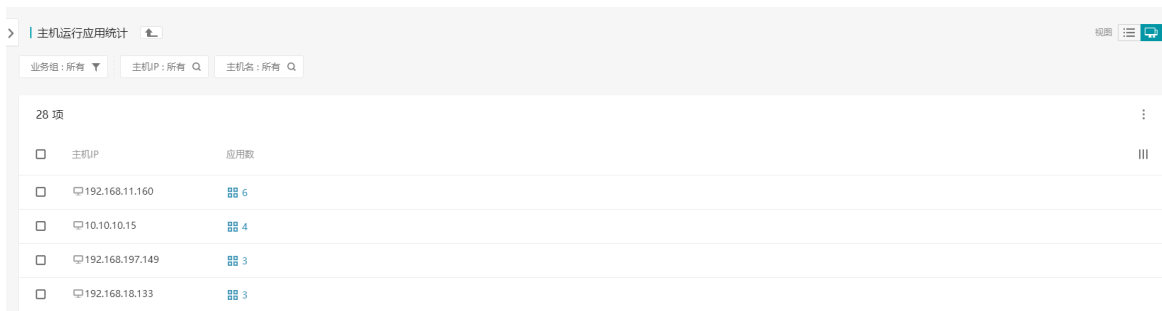 主机运行应用统计
视图
业务组 : 所有 主机IP : 所有 主机名 : 所有
28 项
主机IP 应用数
192.168.11.160 6
10.10.10.15 4
192.168.197.149 3
192.168.18.133 3